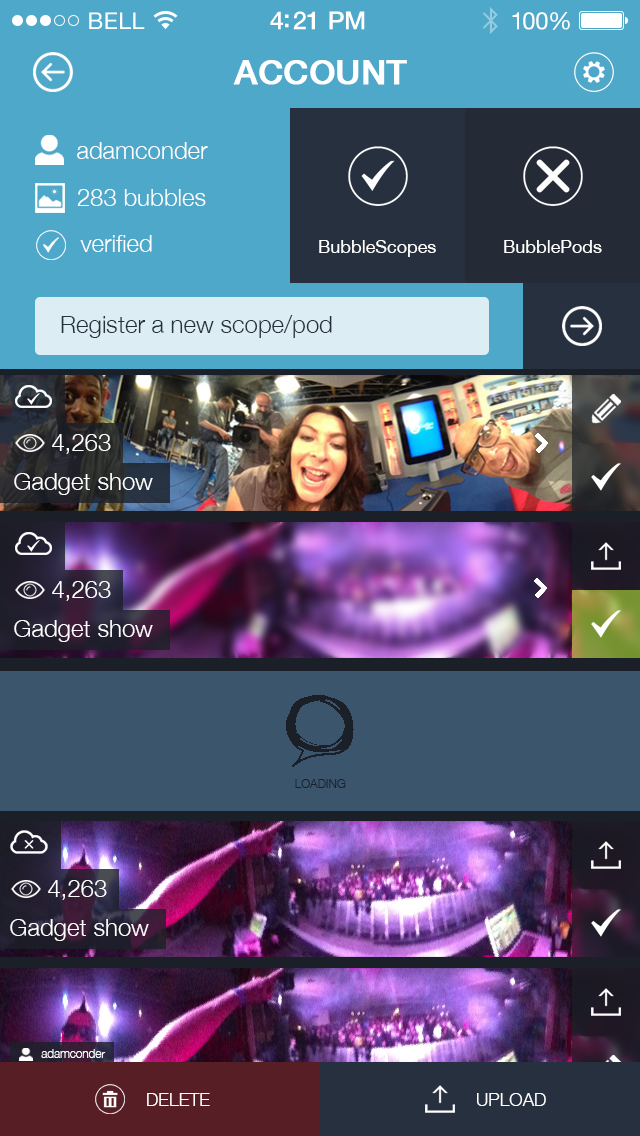 BELL 4:21 PM 100%
ACCOUNT
adamconder
283 bubbles
verified
BubbleScopes BubblePods
Register a new scope/pod
4,263
Gadget show
4,263
Gadget show
LOADING
4,263
Gadget show
adamconder
DELETE UPLOAD